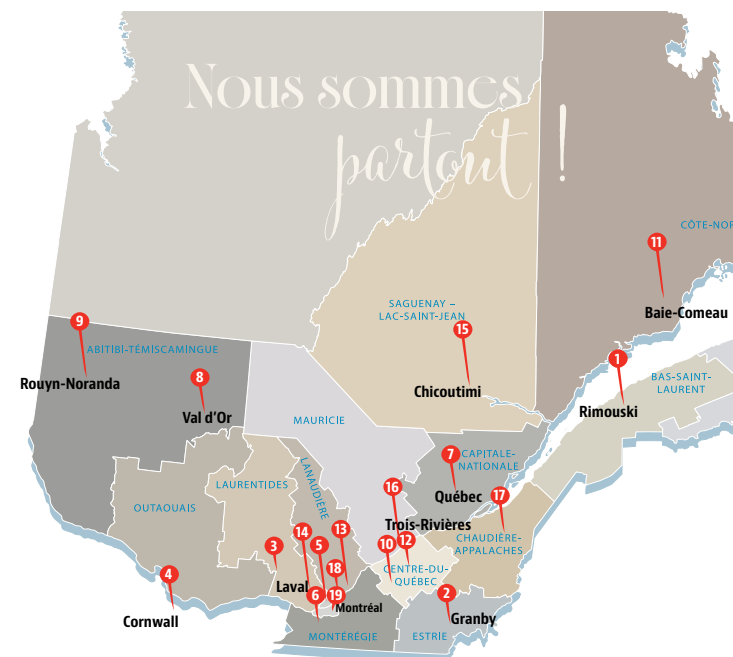 Nous sommes
partout !
CÔTE-NOR
11
Baie-Comeau
SAGUENAY –
LAC-SAINT-JEAN
15
Chicoutimi
9
ABITIBI-TÉMISCAMINGUE
Rouyn-Noranda
8
Val d'Or
1
BAS-SAINT-
LAURENT
Rimouski
MAURICIE
7
CAPITALE-
NATIONALE
Québec
LAURENTIDES
LANAUDIÈRE
OUTAOUAIS
16
17
Trois-Rivières
CHAUDIÈRE-
APPALACHES
14
13
3
5
10
12
CENTRE-DU-
QUÉBEC
4
18
Laval
6
19
Montréal
2
Granby
Cornwall
MONTÉRÉGIE
ESTRIE